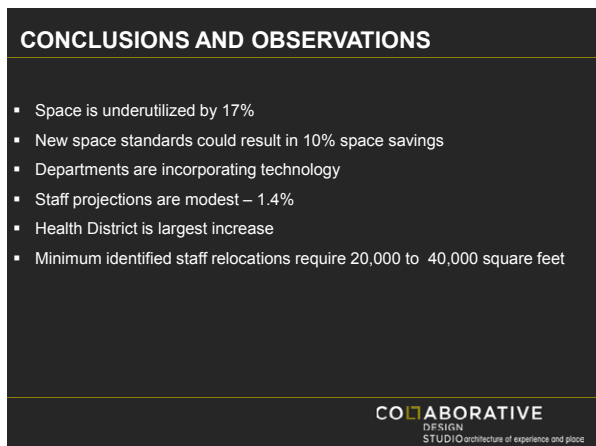 CONCLUSIONS AND OBSERVATIONS
▪ Space is underutilized by 17%
▪ New space standards could result in 10% space savings
▪ Departments are incorporating technology
▪ Staff projections are modest – 1.4%
▪ Health District is largest increase
▪ Minimum identified staff relocations require 20,000 to  40,000 square feet
COLLABORATIVE
DESIGN
STUDIO architecture of experience and place